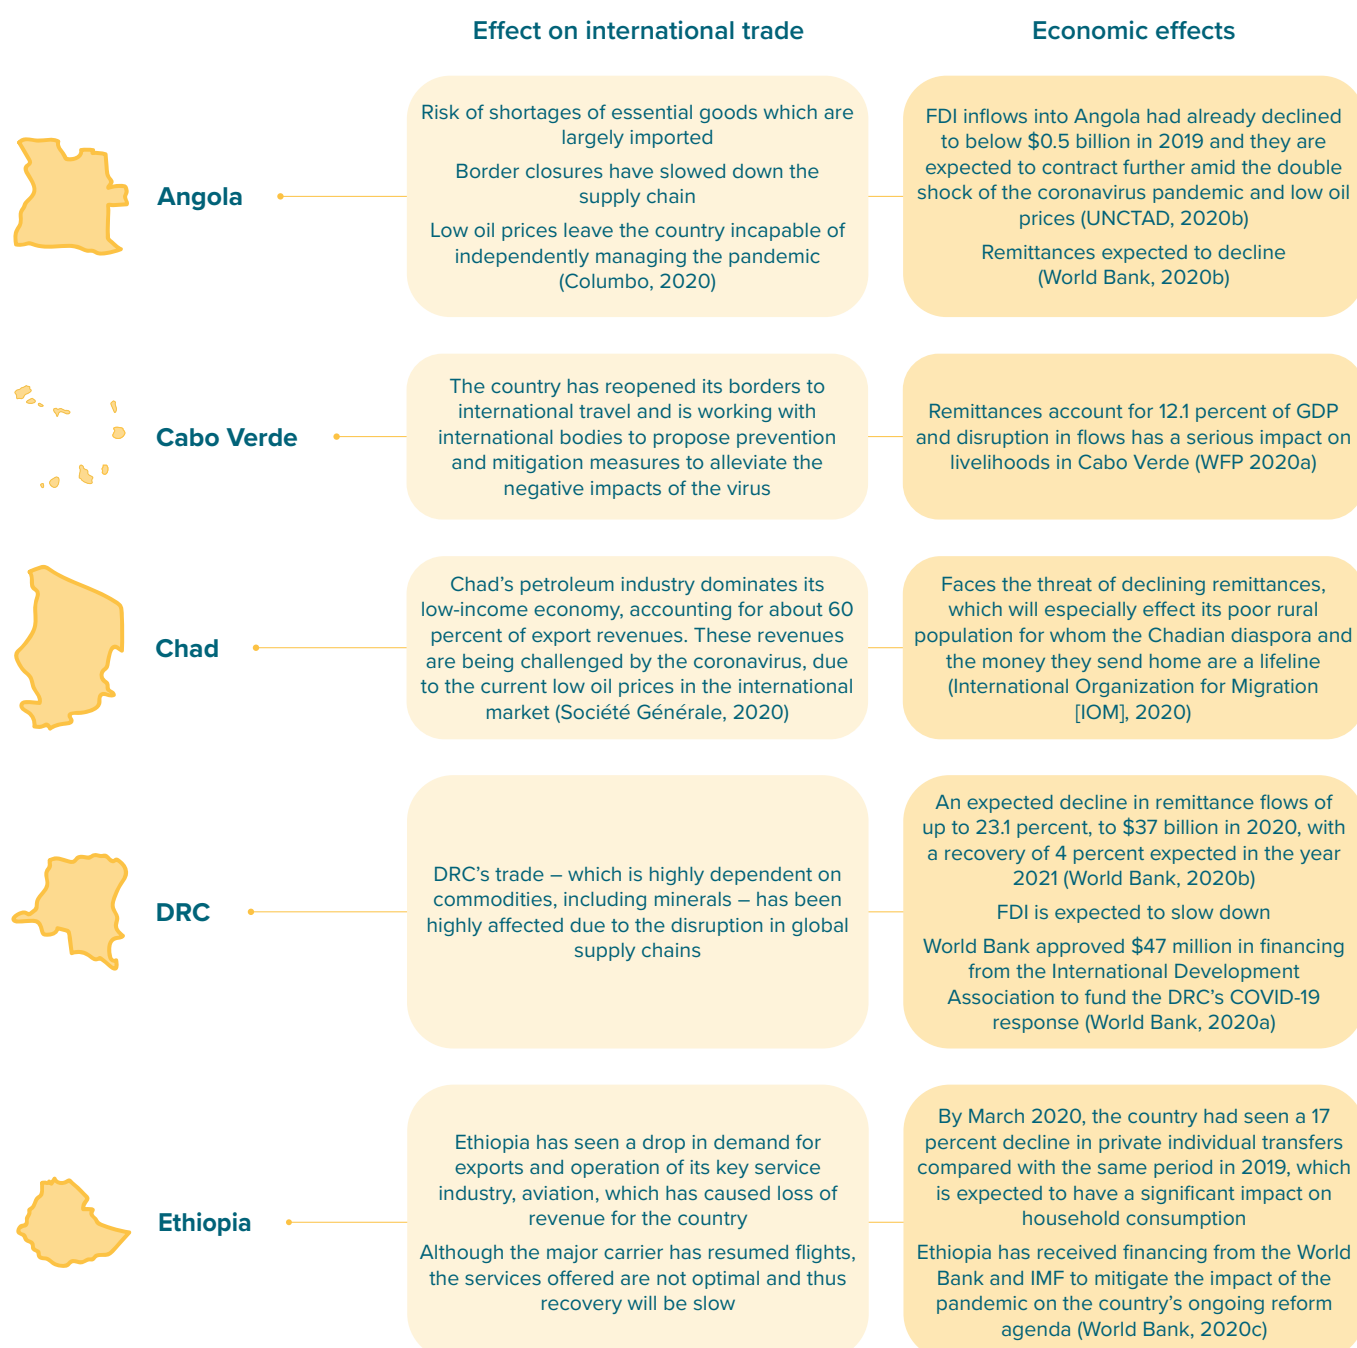 Effect on international trade
Economic effects
Angola
Risk of shortages of essential goods which are
largely imported
Border closures have slowed down the
supply chain
Low oil prices leave the country incapable of
independently managing the pandemic
(Columbo, 2020)
FDI inflows into Angola had already declined
to below $0.5 billion in 2019 and they are
expected to contract further amid the double
shock of the coronavirus pandemic and low oil
prices (UNCTAD, 2020b)
Remittances expected to decline
(World Bank, 2020b)
Cabo Verde
The country has reopened its borders to
international travel and is working with
international bodies to propose prevention
and mitigation measures to alleviate the
negative impacts of the virus
Remittances account for 12.1 percent of GDP
and disruption in flows has a serious impact on
livelihoods in Cabo Verde (WFP 2020a)
Chad
Chad’s petroleum industry dominates its
low-income economy, accounting for about 60
percent of export revenues. These revenues
are being challenged by the coronavirus, due
to the current low oil prices in the international
market (Société Générale, 2020)
Faces the threat of declining remittances,
which will especially effect its poor rural
population for whom the Chadian diaspora and
the money they send home are a lifeline
(International Organization for Migration
[IOM], 2020)
DRC
DRC’s trade – which is highly dependent on
commodities, including minerals – has been
highly affected due to the disruption in global
supply chains
An expected decline in remittance flows of
up to 23.1 percent, to $37 billion in 2020, with
a recovery of 4 percent expected in the year
2021 (World Bank, 2020b)
FDI is expected to slow down
World Bank approved $47 million in financing
from the International Development
Association to fund the DRC’s COVID-19
response (World Bank, 2020a)
Ethiopia
Ethiopia has seen a drop in demand for
exports and operation of its key service
industry, aviation, which has caused loss of
revenue for the country
Although the major carrier has resumed flights,
the services offered are not optimal and thus
recovery will be slow
By March 2020, the country had seen a 17
percent decline in private individual transfers
compared with the same period in 2019, which
is expected to have a significant impact on
household consumption
Ethiopia has received financing from the World
Bank and IMF to mitigate the impact of the
pandemic on the country’s ongoing reform
agenda (World Bank, 2020c)